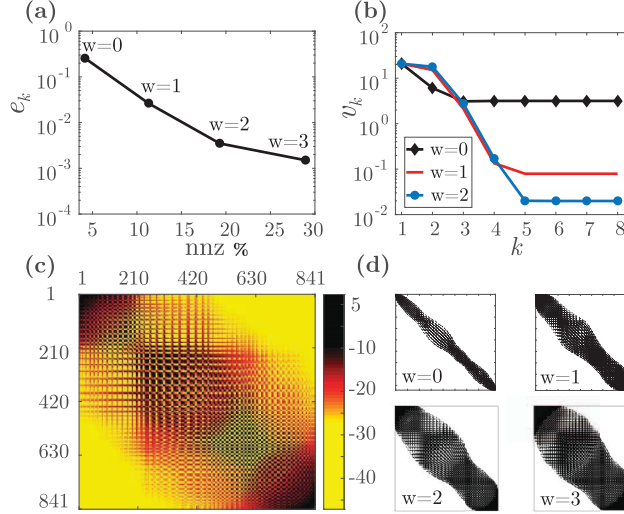 (a)
10^0
10^-1
10^-2
10^-3
10^-4
e_k
w=0
w=1
w=2
w=3
5 10 15 20 25 30
nnz %
(b)
10^2
10^1
10^0
10^-1
10^-2
v_k
w=0
w=1
w=2
1 2 3 4 5 6 7 8
k
(c)
1 210 420 630 841
1
210
420
630
841
5
-10
-20
-40
(d)
w=0
w=1
w=2
w=3